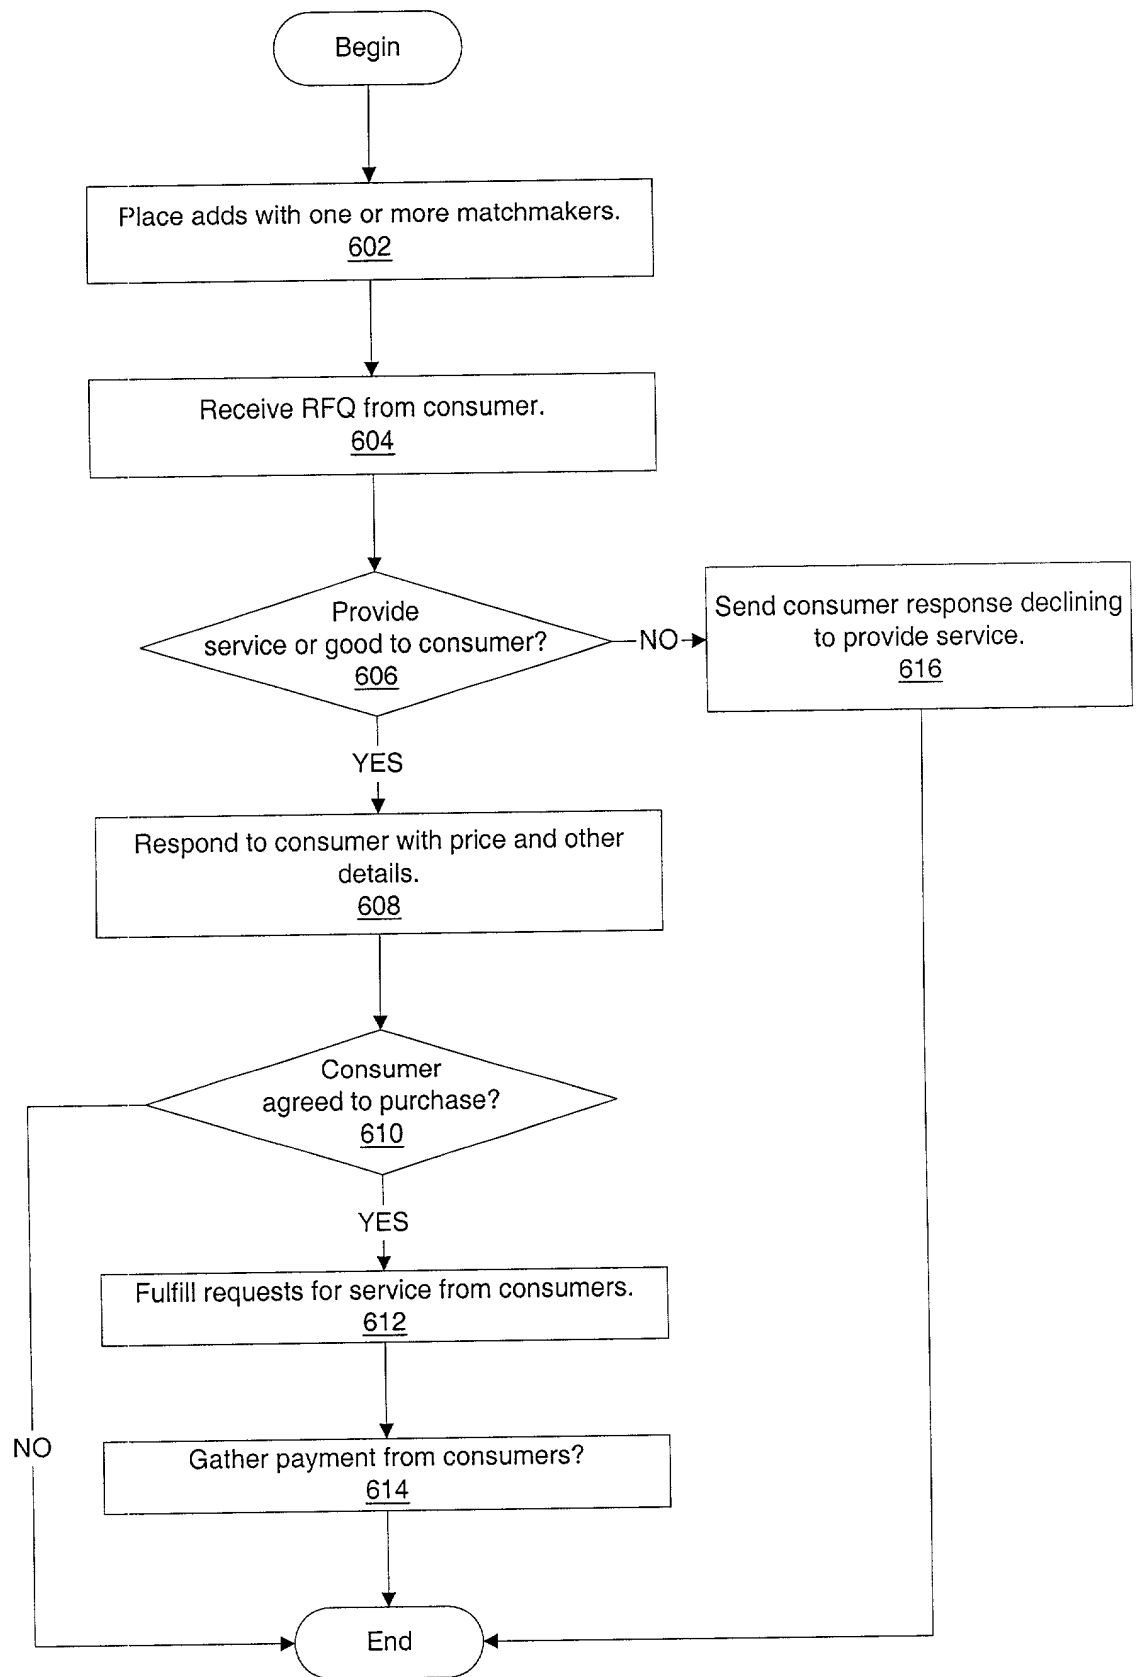 Begin
Place adds with one or more matchmakers.
602
Receive RFQ from consumer.
604
Provide
service or good to consumer?
606
NO
Send consumer response declining
to provide service.
616
YES
Respond to consumer with price and other
details.
608
Consumer
agreed to purchase?
610
YES
Fulfill requests for service from consumers.
612
NO
Gather payment from consumers?
614
End